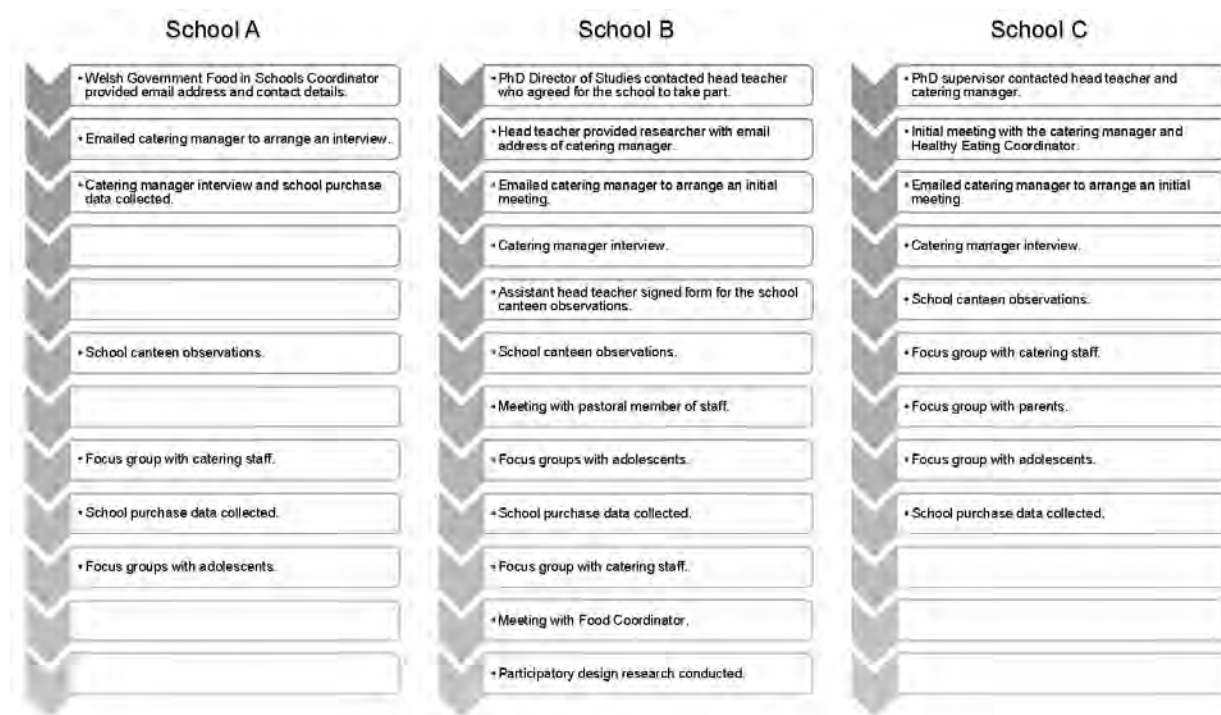 School A
• Welsh Government Food in Schools Coordinator
provided email address and contact details.
• Emailed catering manager to arrange an interview.
• Catering manager interview and school purchase
data collected.
• School canteen observations.
• Focus group with catering staff.
• School purchase data collected.
• Focus groups with adolescents.
School B
• PhD Director of Studies contacted head teacher
who agreed for the school to take part.
• Head teacher provided researcher with email
address of catering manager.
• Emailed catering manager to arrange an initial
meeting.
• Catering manager interview.
• Assistant head teacher signed form for the school
canteen observations.
• School canteen observations.
• Meeting with pastoral member of staff.
• Focus groups with adolescents.
• School purchase data collected.
• Focus group with catering staff.
• Meeting with Food Coordinator.
• Participatory design research conducted.
School C
• PhD supervisor contacted head teacher and
catering manager.
• Initial meeting with the catering manager and
Healthy Eating Coordinator.
• Emailed catering manager to arrange an initial
meeting.
• Catering manager interview.
• School canteen observations.
• Focus group with catering staff.
• Focus group with parents.
• Focus group with adolescents.
• School purchase data collected.